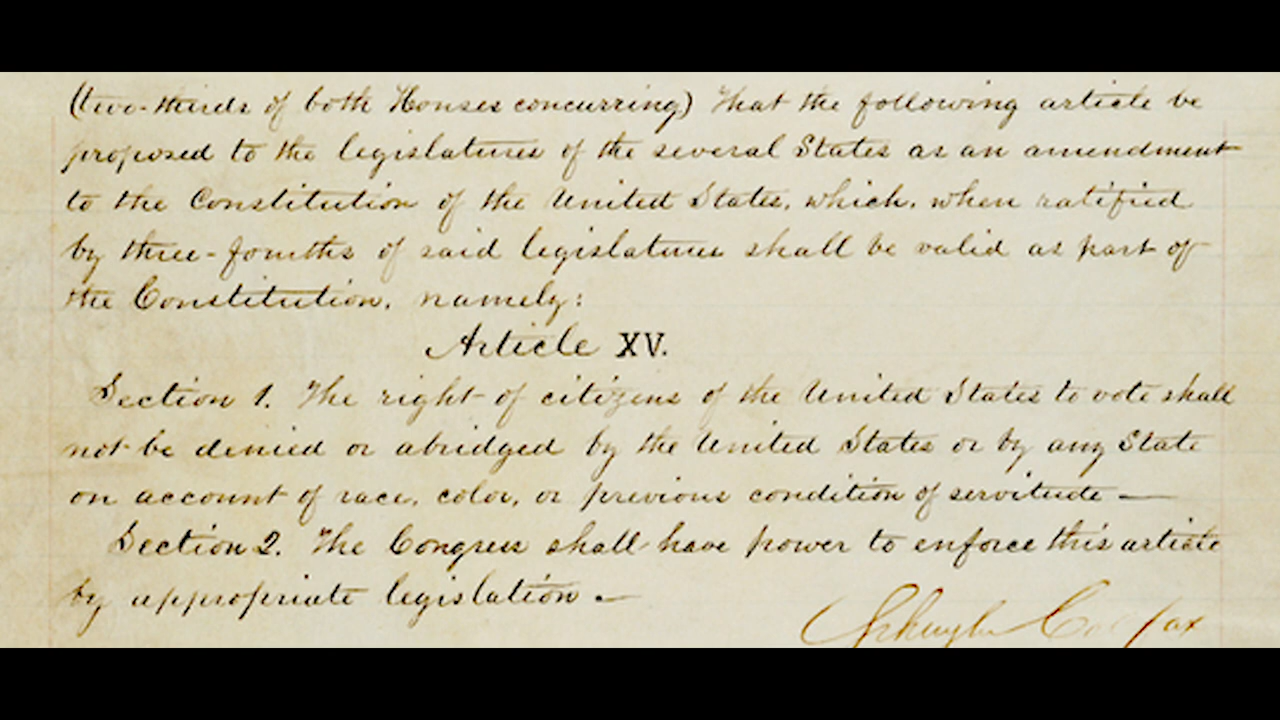 (two-thirds of both Houses concurring) That the following article be
proposed to the legislatures of the several States as an amendment
to the Constitution of the United States, which, when ratified
by three-fourths of said legislatures shall be valid as part of
the Constitution, namely:
Article XV.
Section 1. The right of citizens of the United States to vote shall
not be denied or abridged by the United States or by any State
on account of race, color, or previous condition of servitude —
Section 2. The Congress shall have power to enforce this article
by appropriate legislation. —
Schuyler Colfax